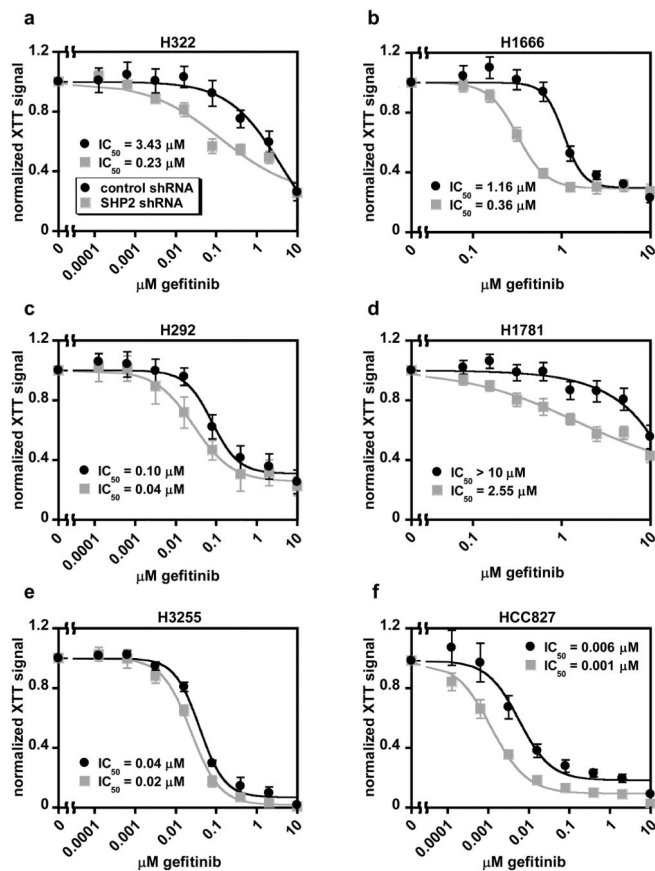 a
H322
normalized XTT signal
1.2
0.8
0.4
0
IC50 = 3.43 μM
IC50 = 0.23 μM
control shRNA
SHP2 shRNA
0 0.0001 0.001 0.01 0.1 1 10
μM gefitinib
b
H1666
normalized XTT signal
1.2
0.8
0.4
0
IC50 = 1.16 μM
IC50 = 0.36 μM
0 0.1 1 10
μM gefitinib
c
H292
normalized XTT signal
1.2
0.8
0.4
0
IC50 = 0.10 μM
IC50 = 0.04 μM
0 0.0001 0.001 0.01 0.1 1 10
μM gefitinib
d
H1781
normalized XTT signal
1.2
0.8
0.4
0
IC50 > 10 μM
IC50 = 2.55 μM
0 0.1 1 10
μM gefitinib
e
H3255
normalized XTT signal
1.2
0.8
0.4
0
IC50 = 0.04 μM
IC50 = 0.02 μM
0 0.0001 0.001 0.01 0.1 1 10
μM gefitinib
f
HCC827
normalized XTT signal
1.2
0.8
0.4
0
IC50 = 0.006 μM
IC50 = 0.001 μM
0 0.0001 0.001 0.01 0.1 1 10
μM gefitinib